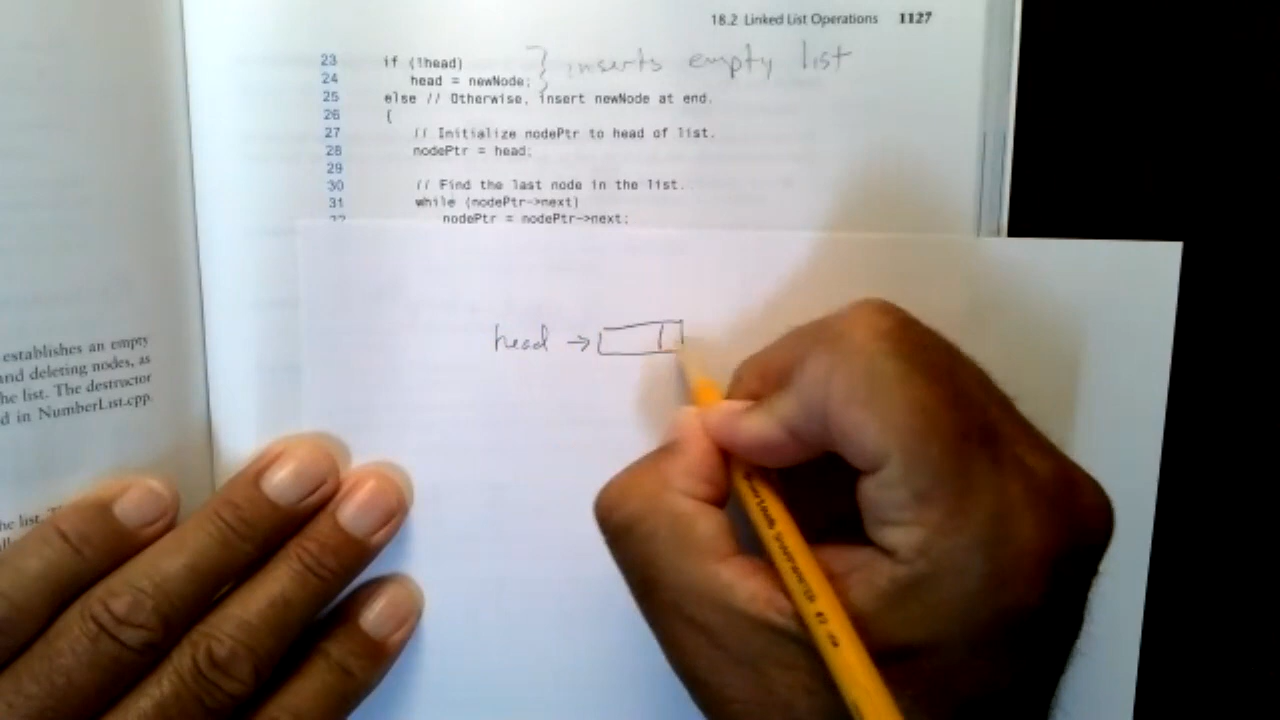 18.2 Linked List Operations 1127
23 if (!head) } inserts empty list
24 head = newNode;
25 else // Otherwise, insert newNode at end.
26 {
27 // Initialize nodePtr to head of list.
28 nodePtr = head;
29
30 // Find the last node in the list.
31 while (nodePtr->next)
nodePtr = nodePtr->next;
establishes an empty
and deleting nodes, as
he list. The destructor
d in NumberList.cpp.
he list.
head →